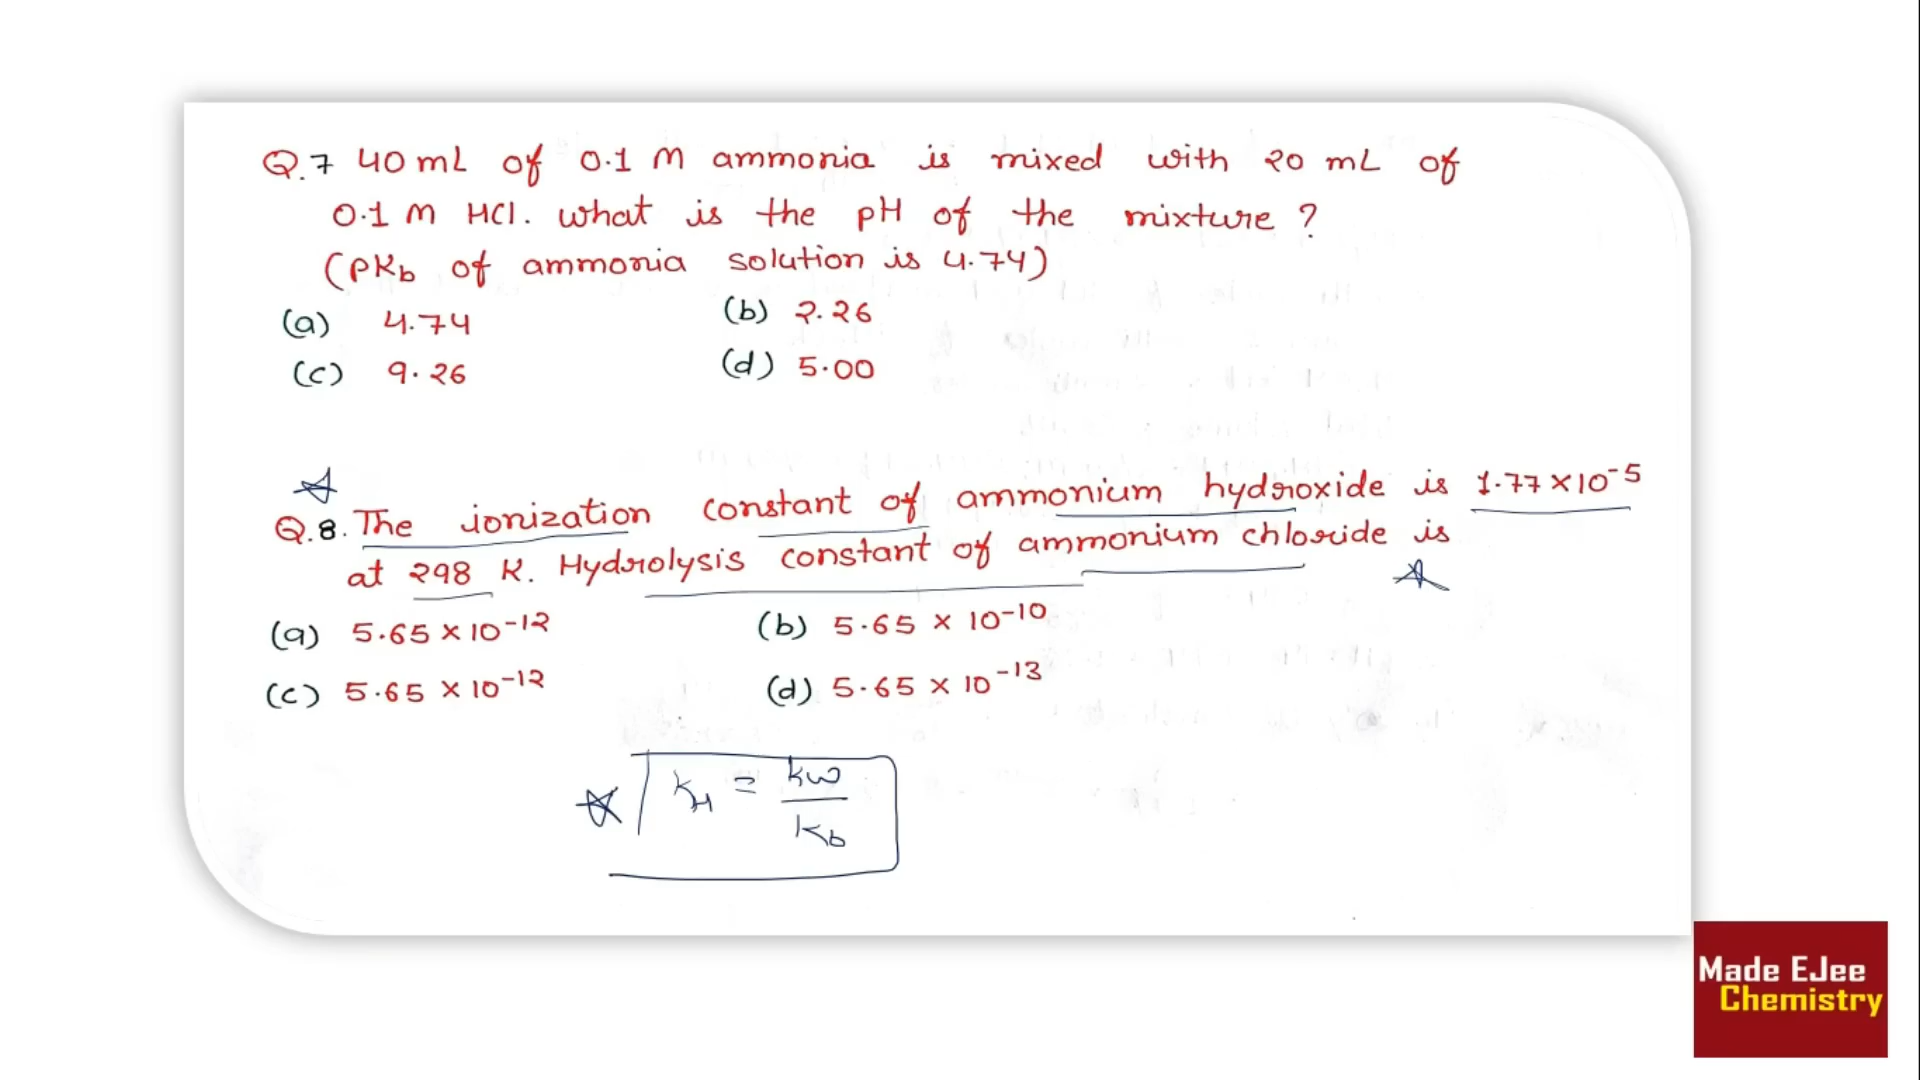 Q.7 40 mL of 0.1 M ammonia is mixed with 20 mL of
0.1 M HCl. what is the pH of the mixture ?
(PKb of ammonia solution is 4.74)
(a) 4.74 (b) 2.26
(c) 9.26 (d) 5.00
Q.8. The ionization constant of ammonium hydroxide is 1.77 × 10⁻⁵
at 298 K. Hydrolysis constant of ammonium chloride is
(a) 5.65 × 10⁻¹² (b) 5.65 × 10⁻¹⁰
(c) 5.65 × 10⁻¹² (d) 5.65 × 10⁻¹³
kH = kw / kb
Made EJee
Chemistry